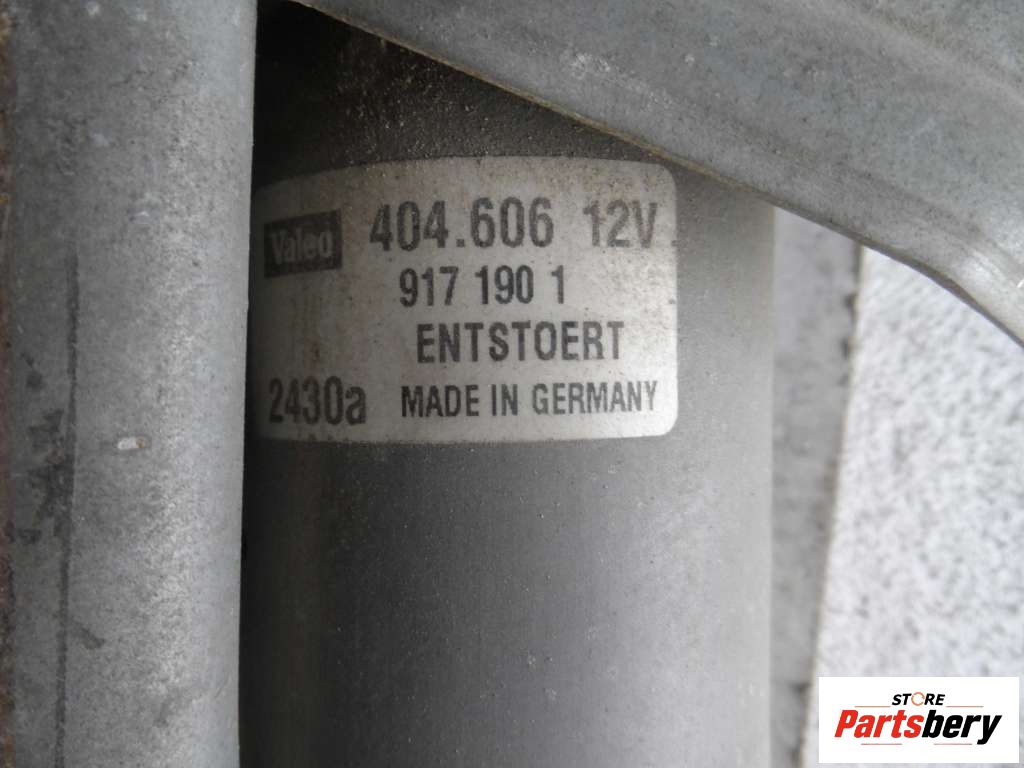 Valeo 404.606 12V
917 190 1
ENTSTOERT
2430a MADE IN GERMANY
STORE
Partsbery